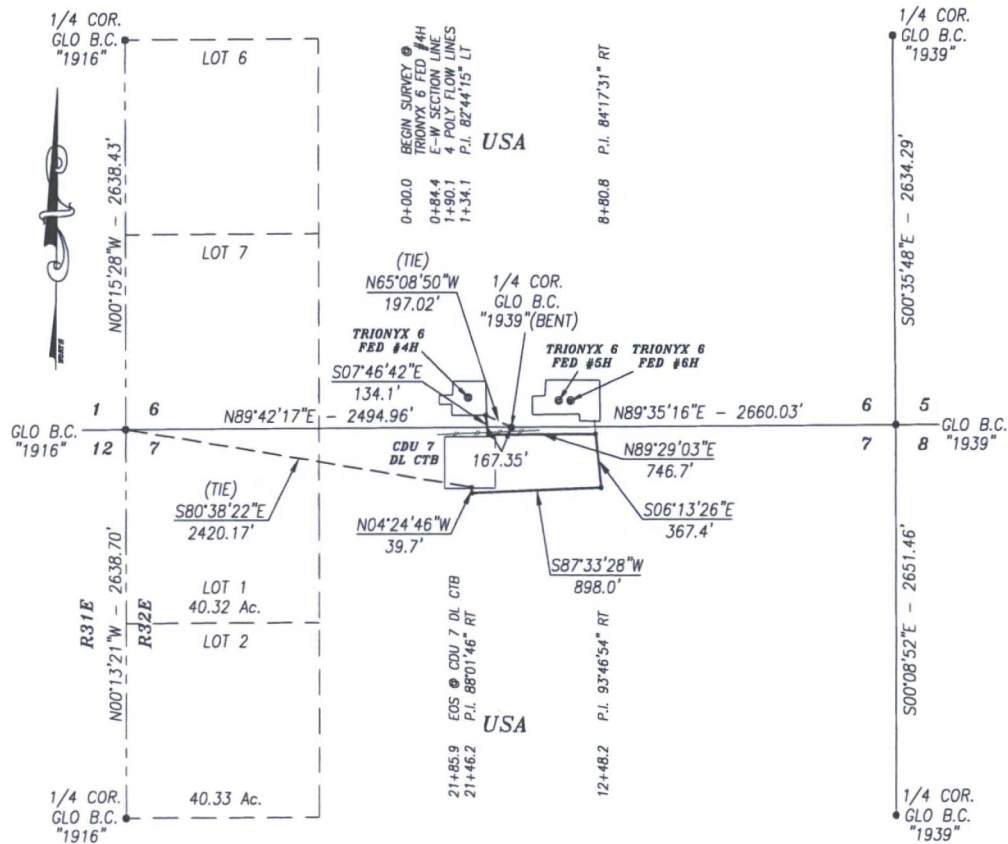 1/4 COR.
GLO B.C.
"1916"
LOT 6
1/4 COR.
GLO B.C.
"1939"
0+00.0 BEGIN SURVEY @
TRIONYX 6 FED #4H
0+84.4 E-W SECTION LINE
1+90.1 4 POLY FLOW LINES
1+34.1 P.I. 82°44'15" LT
USA
8+80.8 P.I. 84°17'31" RT
N00°15'28"W - 2638.43'
S00°35'48"E - 2634.29'
LOT 7
NORTH
(TIE)
N65°08'50"W
197.02'
1/4 COR.
GLO B.C.
"1939"(BENT)
TRIONYX 6
FED #4H
TRIONYX 6
FED #5H
TRIONYX 6
FED #6H
S07°46'42"E
134.1'
1 6
N89°42'17"E - 2494.96'
N89°35'16"E - 2660.03'
6 5
GLO B.C.
"1916"
12 7
GLO B.C.
"1939"
7 8
CDU 7
DL CTB
167.35'
N89°29'03"E
746.7'
(TIE)
S80°38'22"E
2420.17'
N04°24'46"W
39.7'
S06°13'26"E
367.4'
S87°33'28"W
898.0'
N00°13'21"W - 2638.70'
R31E
R32E
LOT 1
40.32 Ac.
LOT 2
21+85.9 EOS @ CDU 7 DL CTB
21+46.2 P.I. 88°01'46" RT
USA
12+48.2 P.I. 93°46'54" RT
S00°08'52"E - 2651.46'
1/4 COR.
GLO B.C.
"1916"
40.33 Ac.
1/4 COR.
GLO B.C.
"1939"